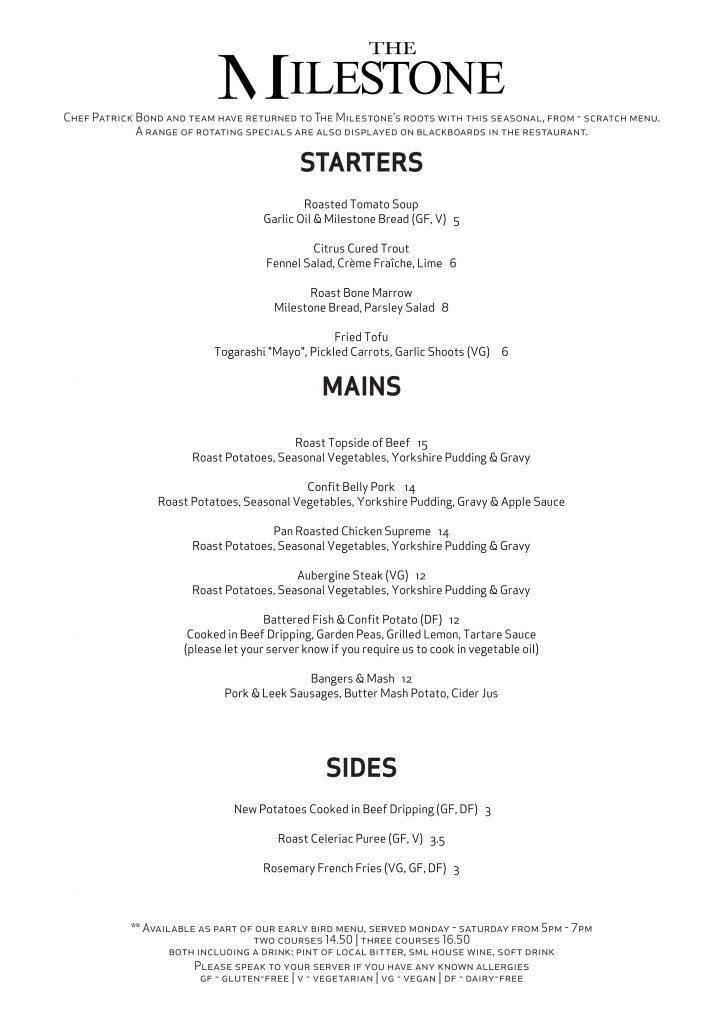 THE
MILESTONE
Chef Patrick Bond and team have returned to The Milestone's roots with this seasonal, from - scratch menu.
A range of rotating specials are also displayed on blackboards in the restaurant.
STARTERS
Roasted Tomato Soup
Garlic Oil & Milestone Bread (GF, V) 5
Citrus Cured Trout
Fennel Salad, Crème Fraîche, Lime 6
Roast Bone Marrow
Milestone Bread, Parsley Salad 8
Fried Tofu
Togarashi "Mayo", Pickled Carrots, Garlic Shoots (VG) 6
MAINS
Roast Topside of Beef 15
Roast Potatoes, Seasonal Vegetables, Yorkshire Pudding & Gravy
Confit Belly Pork 14
Roast Potatoes, Seasonal Vegetables, Yorkshire Pudding, Gravy & Apple Sauce
Pan Roasted Chicken Supreme 14
Roast Potatoes, Seasonal Vegetables, Yorkshire Pudding & Gravy
Aubergine Steak (VG) 12
Roast Potatoes, Seasonal Vegetables, Yorkshire Pudding & Gravy
Battered Fish & Confit Potato (DF) 12
Cooked in Beef Dripping, Garden Peas, Grilled Lemon, Tartare Sauce
(please let your server know if you require us to cook in vegetable oil)
Bangers & Mash 12
Pork & Leek Sausages, Butter Mash Potato, Cider Jus
SIDES
New Potatoes Cooked in Beef Dripping (GF, DF) 3
Roast Celeriac Puree (GF, V) 3.5
Rosemary French Fries (VG, GF, DF) 3
** Available as part of our early bird menu, served monday - saturday from 5pm - 7pm
two courses 14.50 | three courses 16.50
both including a drink: pint of local bitter, sml house wine, soft drink
Please speak to your server if you have any known allergies
gf - gluten-free | v - vegetarian | vg - vegan | df - dairy-free